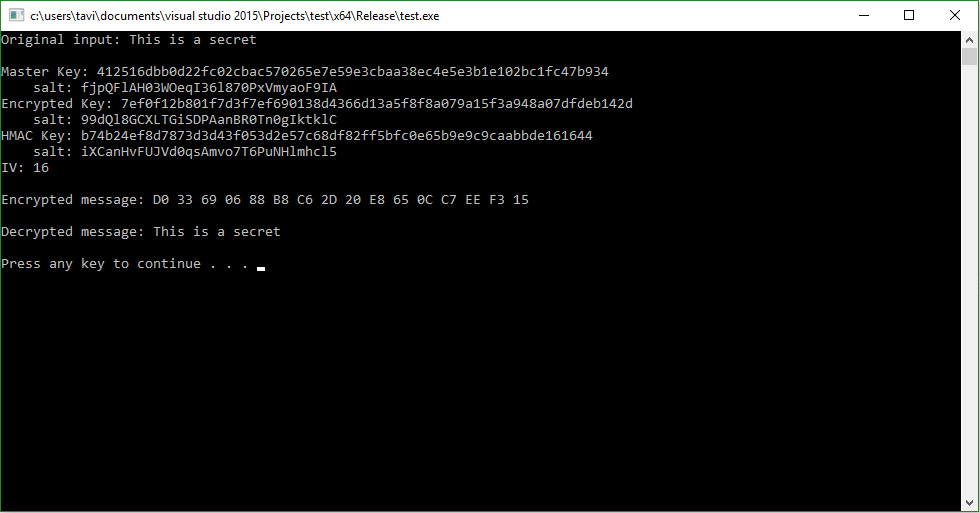 c:\users\tavi\documents\visual studio 2015\Projects\test\x64\Release\test.exe
Original input: This is a secret
Master Key: 412516dbb0d22fc02cbac570265e7e59e3cbaa38ec4e5e3b1e102bc1fc47b934
salt: fjpQFlAH03WOeqI36l870PxVmyaoF9IA
Encrypted Key: 7ef0f12b801f7d3f7ef690138d4366d13a5f8f8a079a15f3a948a07dfdeb142d
salt: 99dQl8GCXLTGiSDPAanBR0Tn0gIktklC
HMAC Key: b74b24ef8d7873d3d43f053d2e57c68df82ff5bfc0e65b9e9c9caabbde161644
salt: iXCanHvFUJVd0qsAmvo7T6PuNHlmhcl5
IV: 16
Encrypted message: D0 33 69 06 88 B8 C6 2D 20 E8 65 0C C7 EE F3 15
Decrypted message: This is a secret
Press any key to continue . . .